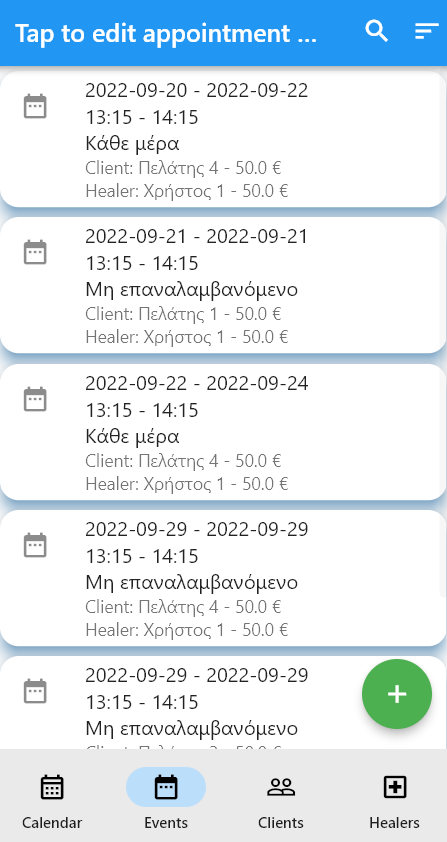 Tap to edit appointment ...
2022-09-20 - 2022-09-22
13:15 - 14:15
Κάθε μέρα
Client: Πελάτης 4 - 50.0 €
Healer: Χρήστος 1 - 50.0 €
2022-09-21 - 2022-09-21
13:15 - 14:15
Μη επαναλαμβανόμενο
Client: Πελάτης 1 - 50.0 €
Healer: Χρήστος 1 - 50.0 €
2022-09-22 - 2022-09-24
13:15 - 14:15
Κάθε μέρα
Client: Πελάτης 4 - 50.0 €
Healer: Χρήστος 1 - 50.0 €
2022-09-29 - 2022-09-29
13:15 - 14:15
Μη επαναλαμβανόμενο
Client: Πελάτης 4 - 50.0 €
Healer: Χρήστος 1 - 50.0 €
2022-09-29 - 2022-09-29
13:15 - 14:15
Μη επαναλαμβανόμενο
Calendar
Events
Clients
Healers